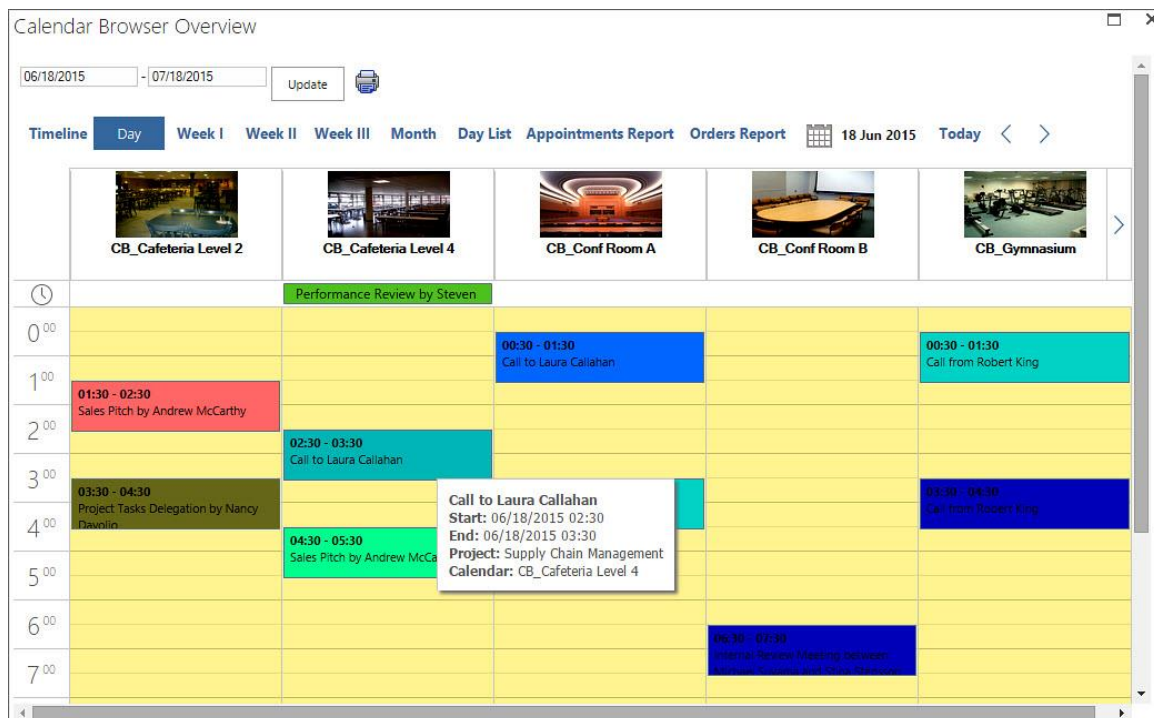 Calendar Browser Overview
06/18/2015 - 07/18/2015 Update
Timeline Day Week I Week II Week III Month Day List Appointments Report Orders Report 18 Jun 2015 Today
CB_Cafeteria Level 2 CB_Cafeteria Level 4 CB_Conf Room A CB_Conf Room B CB_Gymnasium
Performance Review by Steven
0 00
00:30 - 01:30 00:30 - 01:30
Call to Laura Callahan Call from Robert King
1 00
01:30 - 02:30
Sales Pitch by Andrew McCarthy
2 00
02:30 - 03:30
Call to Laura Callahan
3 00
03:30 - 04:30 03:30 - 04:30
Project Tasks Delegation by Nancy Call from Robert King
Davolio
Call to Laura Callahan
Start: 06/18/2015 02:30
End: 06/18/2015 03:30
Project: Supply Chain Management
Calendar: CB_Cafeteria Level 4
4 00
04:30 - 05:30
Sales Pitch by Andrew McCa
5 00
6 00
06:30 - 07:30
Internal Review Meeting between
7 00